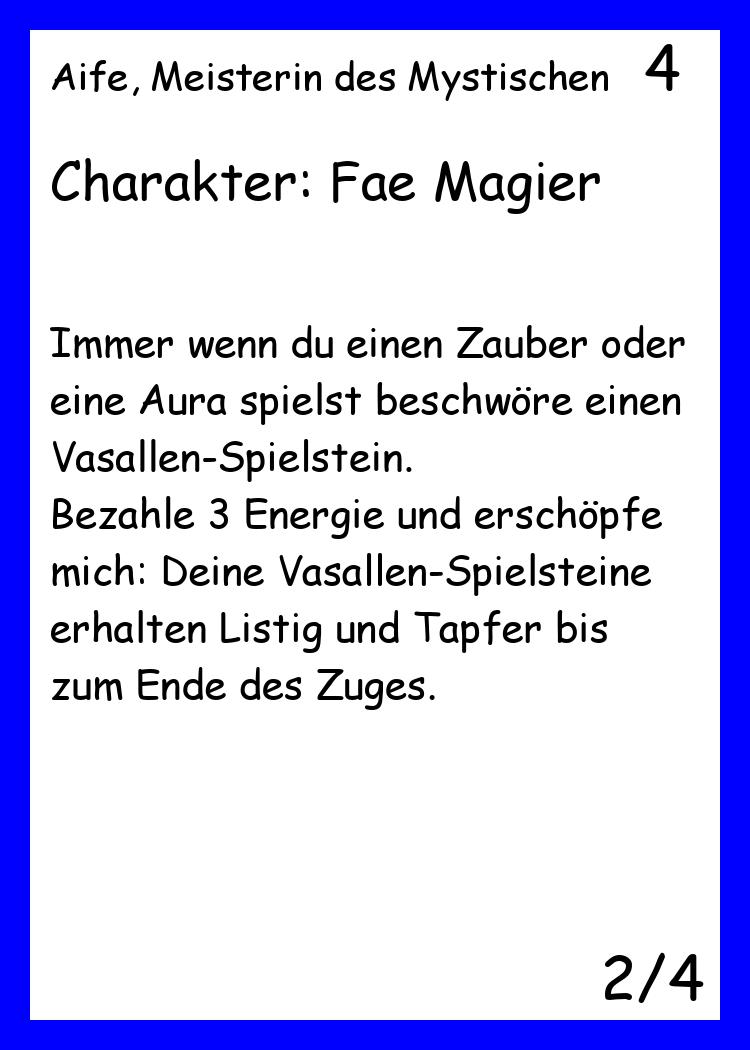 Aife, Meisterin des Mystischen 4
Charakter: Fae Magier
Immer wenn du einen Zauber oder
eine Aura spielst beschwöre einen
Vasallen-Spielstein.
Bezahle 3 Energie und erschöpfe
mich: Deine Vasallen-Spielsteine
erhalten Listig und Tapfer bis
zum Ende des Zuges.
2/4